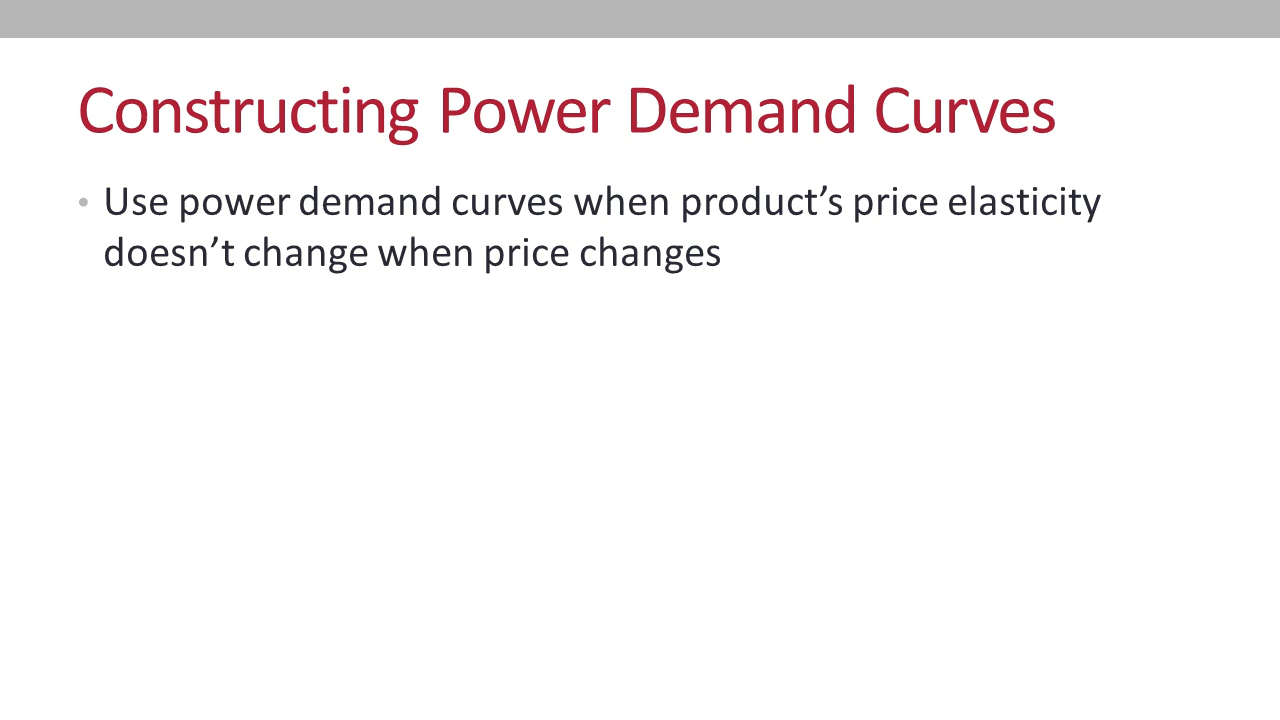 Constructing Power Demand Curves
• Use power demand curves when product’s price elasticity
doesn’t change when price changes